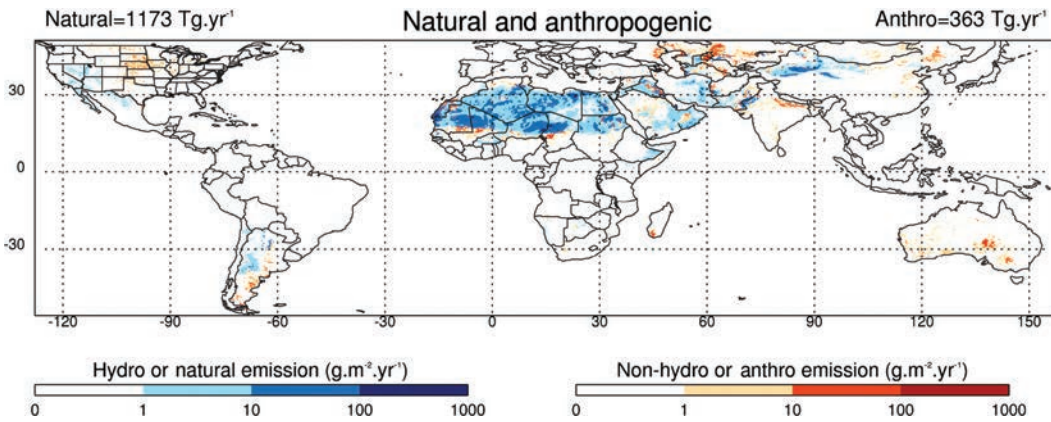 Natural=1173 Tg.yr⁻¹ Natural and anthropogenic Anthro=363 Tg.yr⁻¹
30
0
-30
-120 -90 -60 -30 0 30 60 90 120 150
Hydro or natural emission (g.m⁻².yr⁻¹) Non-hydro or anthro emission (g.m⁻².yr⁻¹)
0 1 10 100 1000 0 1 10 100 1000